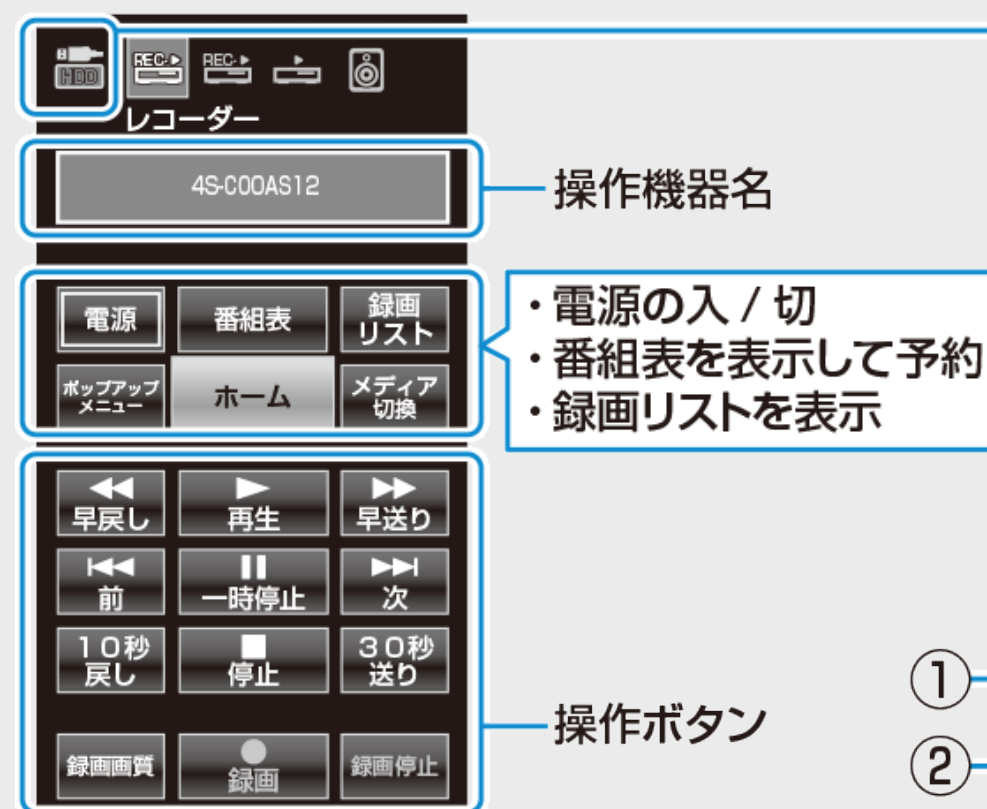 HDD
REC
REC
レコーダー
4S-C00AS12
操作機器名
電源
番組表
録画
リスト
ポップアップ
メニュー
ホーム
メディア
切換
・電源の入 / 切
・番組表を表示して予約
・録画リストを表示
早戻し
再生
早送り
前
一時停止
次
10秒
戻し
停止
30秒
送り
操作ボタン
録画画質
録画
録画停止
①
②